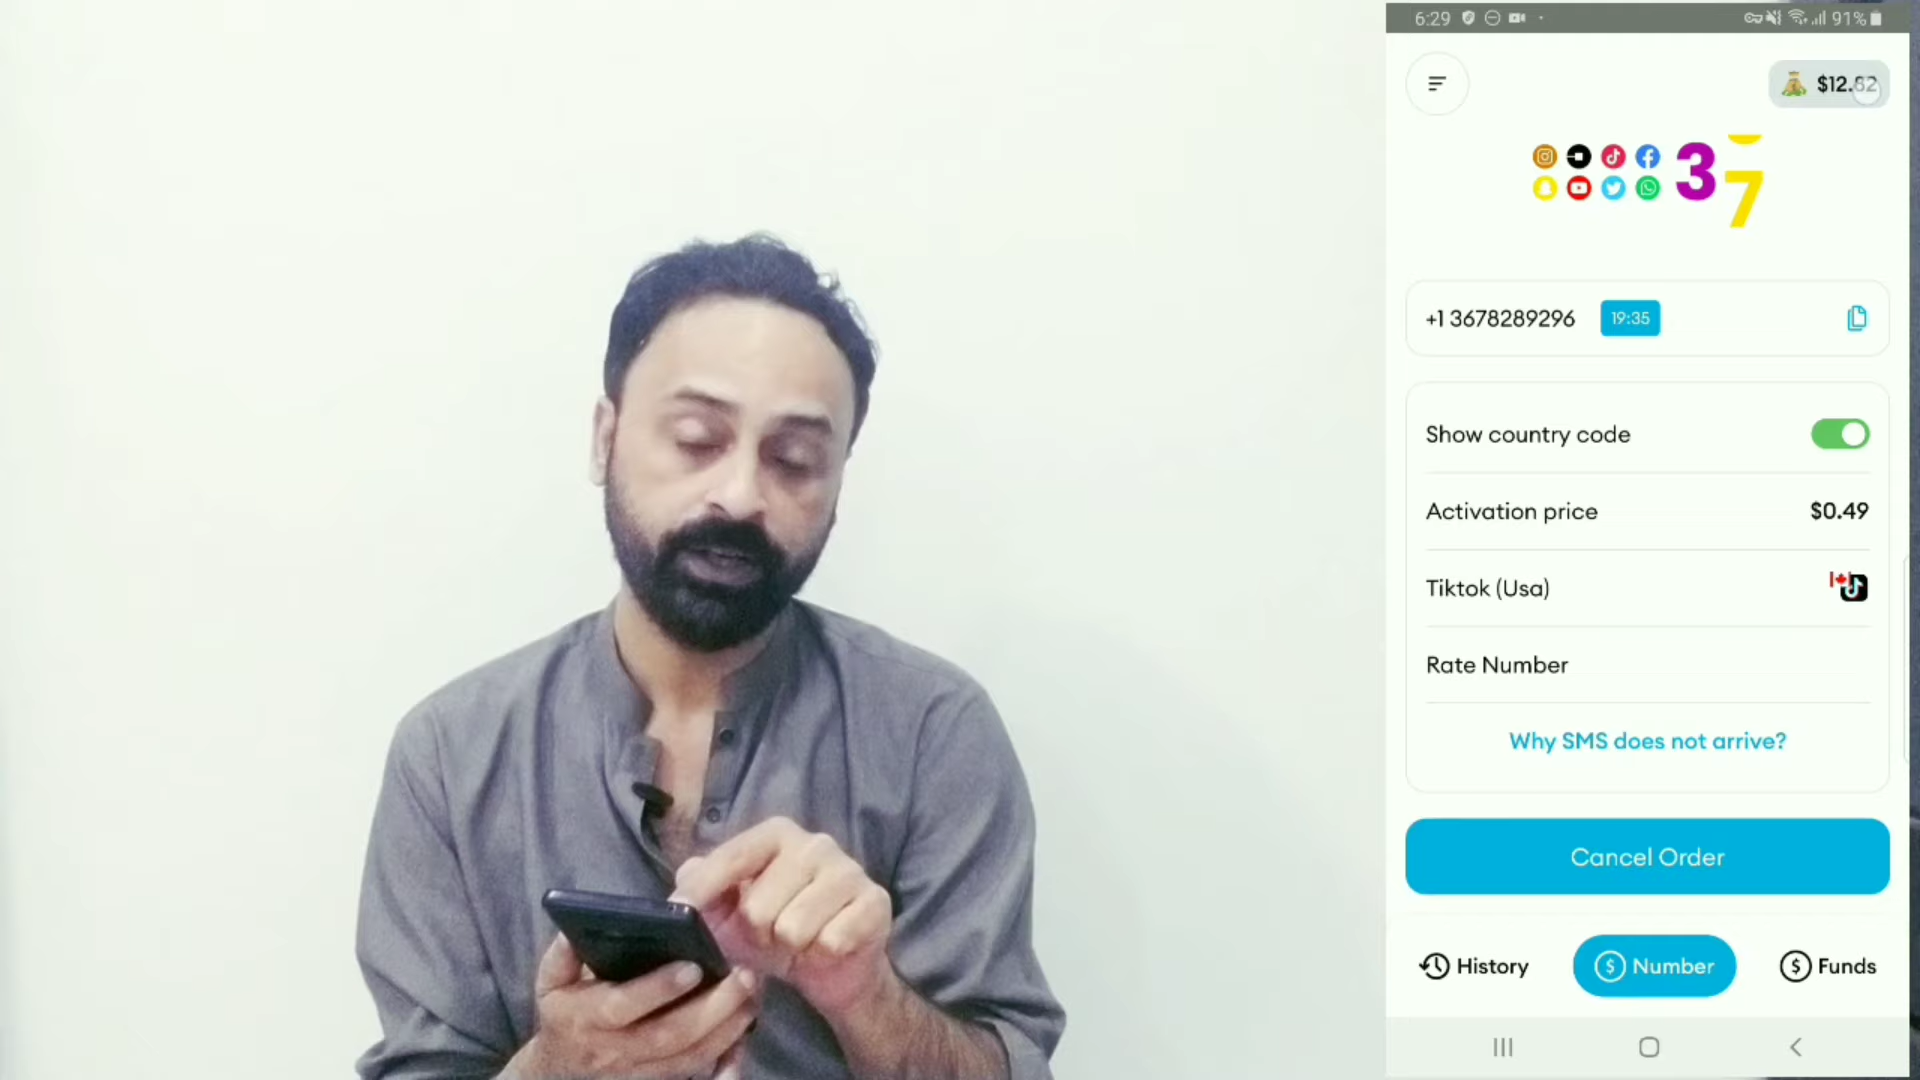 6:29 91%
$12.82
37
+1 3678289296 19:35
Show country code
Activation price $0.49
Tiktok (Usa)
Rate Number
Why SMS does not arrive?
Cancel Order
History Number Funds